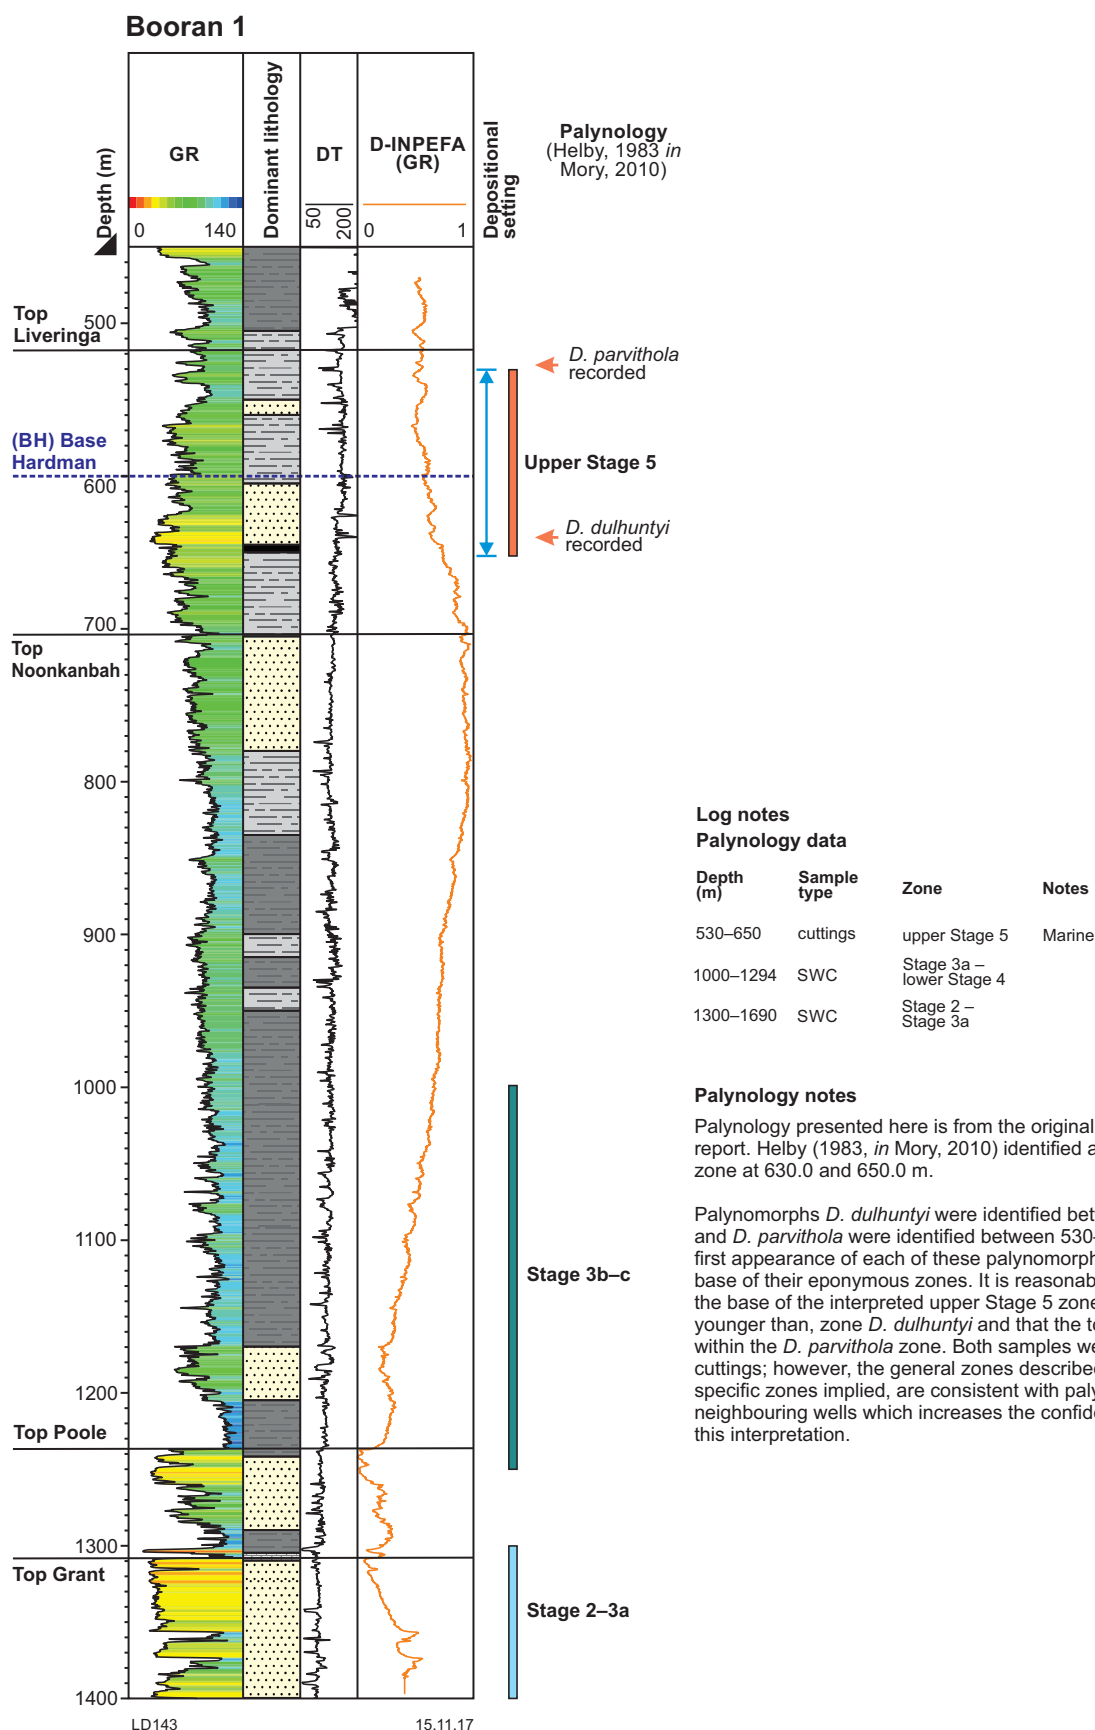 Booran 1
Depth (m)
GR
0 140
Dominant lithology
DT
50
200
D-INPEFA
(GR)
0 1
Depositional
setting
Palynology
(Helby, 1983 in
Mory, 2010)
Top
Liveringa
500
D. parvithola
recorded
(BH) Base
Hardman
Upper Stage 5
600
D. dulhuntyi
recorded
700
Top
Noonkanbah
800
900
1000
1100
Stage 3b–c
1200
Top Poole
1300
Top Grant
Stage 2–3a
1400
LD143
15.11.17
Log notes
Palynology data
Depth
(m)
Sample
type
Zone
Notes
530–650 cuttings upper Stage 5 Marine
1000–1294 SWC Stage 3a –
lower Stage 4
1300–1690 SWC Stage 2 –
Stage 3a
Palynology notes
Palynology presented here is from the original
report. Helby (1983, in Mory, 2010) identified a
zone at 630.0 and 650.0 m.
Palynomorphs D. dulhuntyi were identified bet
and D. parvithola were identified between 530
first appearance of each of these palynomorph
base of their eponymous zones. It is reasonab
the base of the interpreted upper Stage 5 zone
younger than, zone D. dulhuntyi and that the t
within the D. parvithola zone. Both samples we
cuttings; however, the general zones described
specific zones implied, are consistent with paly
neighbouring wells which increases the confide
this interpretation.